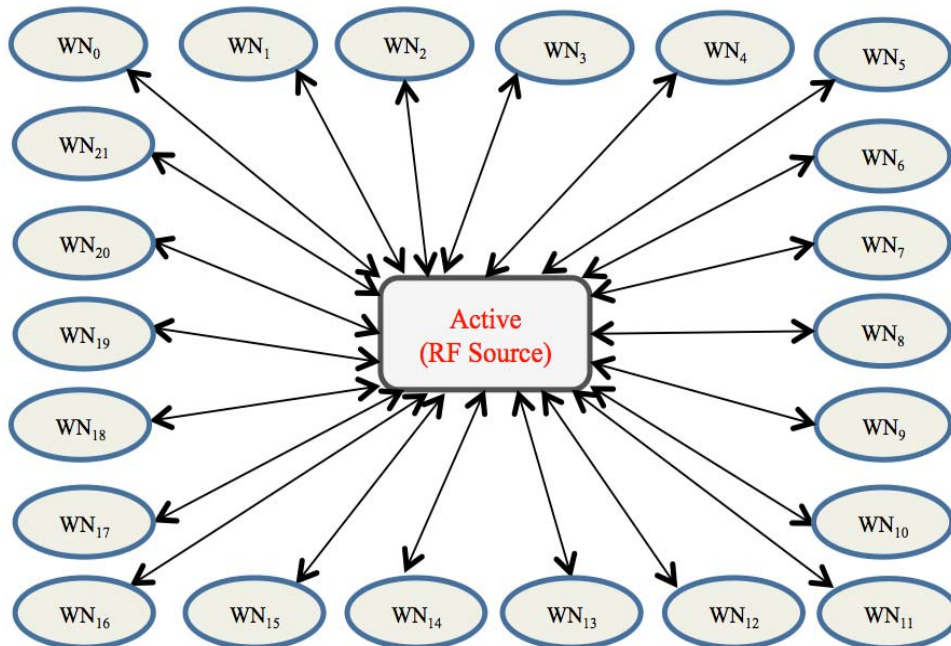 WN₀ WN₁ WN₂ WN₃ WN₄ WN₅
WN₂₁ WN₆
WN₂₀ WN₇
WN₁₉ Active WN₈
(RF Source)
WN₁₈ WN₉
WN₁₇ WN₁₀
WN₁₆ WN₁₅ WN₁₄ WN₁₃ WN₁₂ WN₁₁